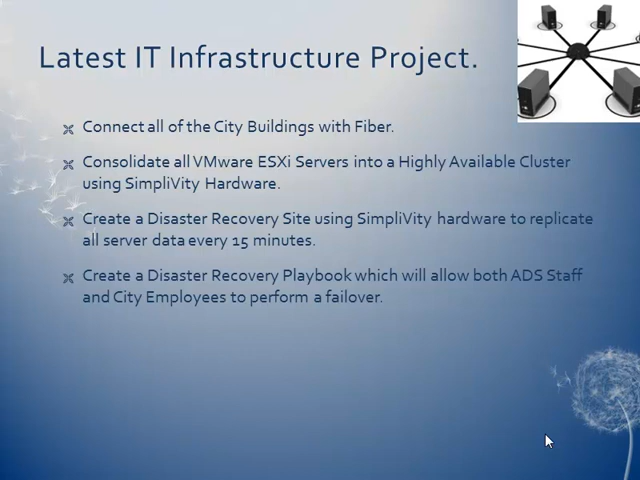 Latest IT Infrastructure Project.
Connect all of the City Buildings with Fiber.
Consolidate all VMware ESXi Servers into a Highly Available Cluster
using SimpliVity Hardware.
Create a Disaster Recovery Site using SimpliVity hardware to replicate
all server data every 15 minutes.
Create a Disaster Recovery Playbook which will allow both ADS Staff
and City Employees to perform a failover.